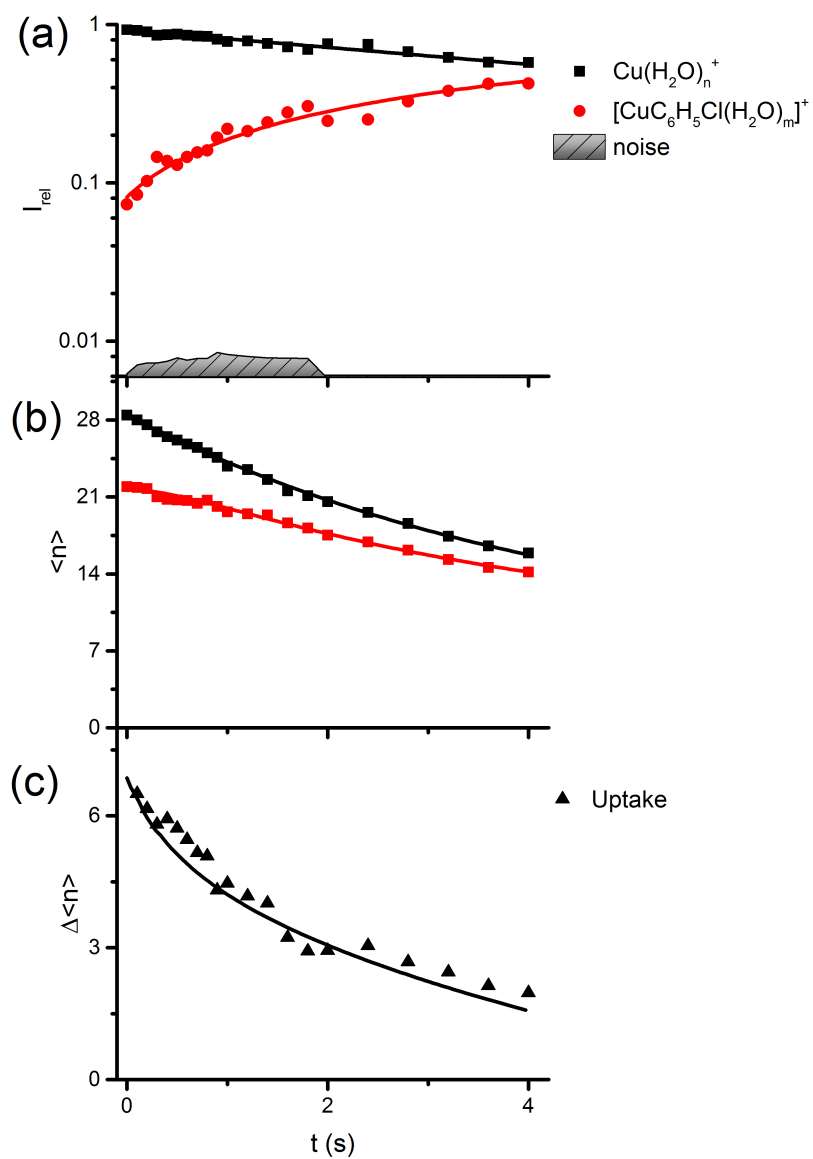 (a)
1
0.1
0.01
I_rel
Cu(H₂O)ₙ⁺
[CuC₆H₅Cl(H₂O)ₘ]⁺
noise
(b)
28
21
14
7
0
<n>
(c)
6
3
0
Δ<n>
Uptake
0 2 4
t (s)